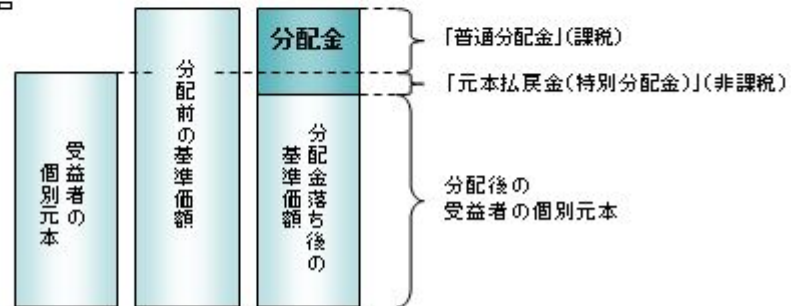 受益者の
個別元本
分配前の基準価額
分配金
分配金落ち後の
基準価額
「普通分配金」(課税)
「元本払戻金(特別分配金)」(非課税)
分配後の
受益者の個別元本